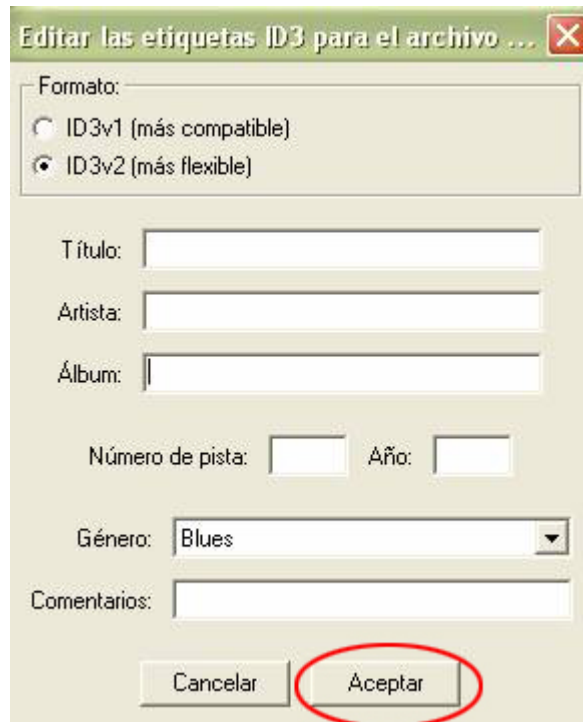 Editar las etiquetas ID3 para el archivo ...
Formato:
ID3v1 (más compatible)
ID3v2 (más flexible)
Título:
Artista:
Álbum:
Número de pista: Año:
Género: Blues
Comentarios:
Cancelar Aceptar